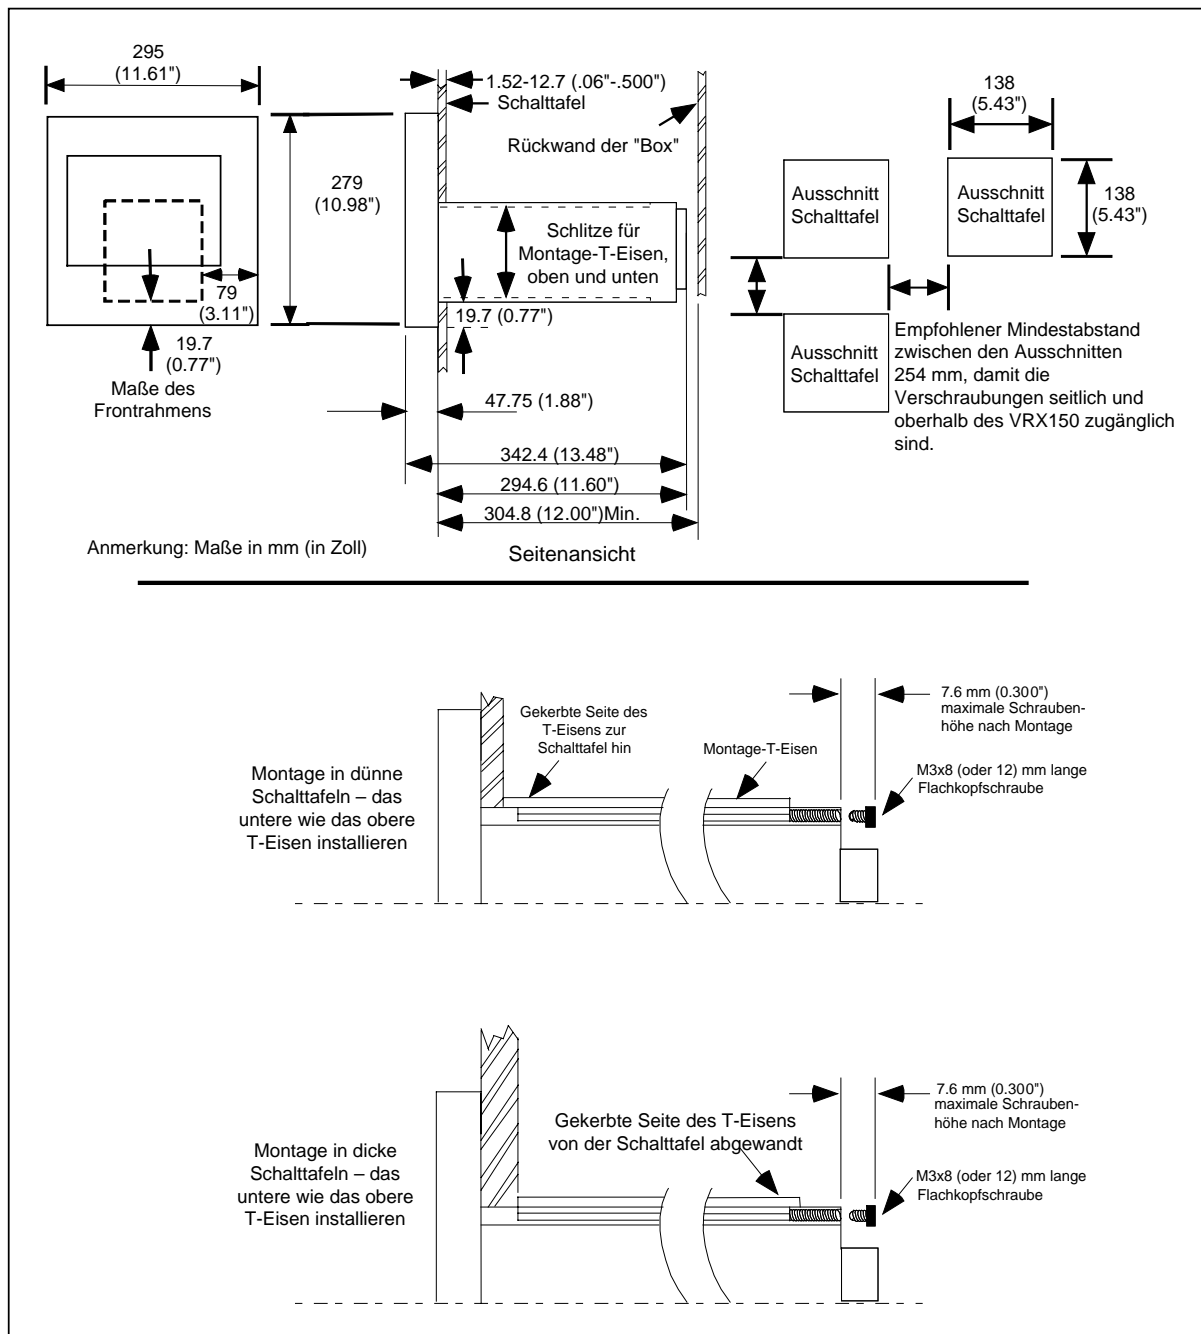 295
(11.61")
1.52-12.7 (.06"-.500")
Schalttafel
Rückwand der "Box"
138
(5.43")
279
(10.98")
Schlitze für
Montage-T-Eisen,
oben und unten
Ausschnitt
Schalttafel
Ausschnitt
Schalttafel
138
(5.43")
79
(3.11")
19.7
(0.77")
19.7 (0.77")
Maße des
Frontrahmens
47.75 (1.88")
Ausschnitt
Schalttafel
Empfohlener Mindestabstand
zwischen den Ausschnitten
254 mm, damit die
Verschraubungen seitlich und
oberhalb des VRX150 zugänglich
sind.
342.4 (13.48")
294.6 (11.60")
304.8 (12.00")Min.
Anmerkung: Maße in mm (in Zoll)
Seitenansicht
Gekerbte Seite des
T-Eisens zur
Schalttafel hin
Montage-T-Eisen
7.6 mm (0.300")
maximale Schrauben-
höhe nach Montage
Montage in dünne
Schalttafeln – das
untere wie das obere
T-Eisen installieren
M3x8 (oder 12) mm lange
Flachkopfschraube
Gekerbte Seite des T-Eisens
von der Schalttafel abgewandt
7.6 mm (0.300")
maximale Schrauben-
höhe nach Montage
Montage in dicke
Schalttafeln – das
untere wie das obere
T-Eisen installieren
M3x8 (oder 12) mm lange
Flachkopfschraube